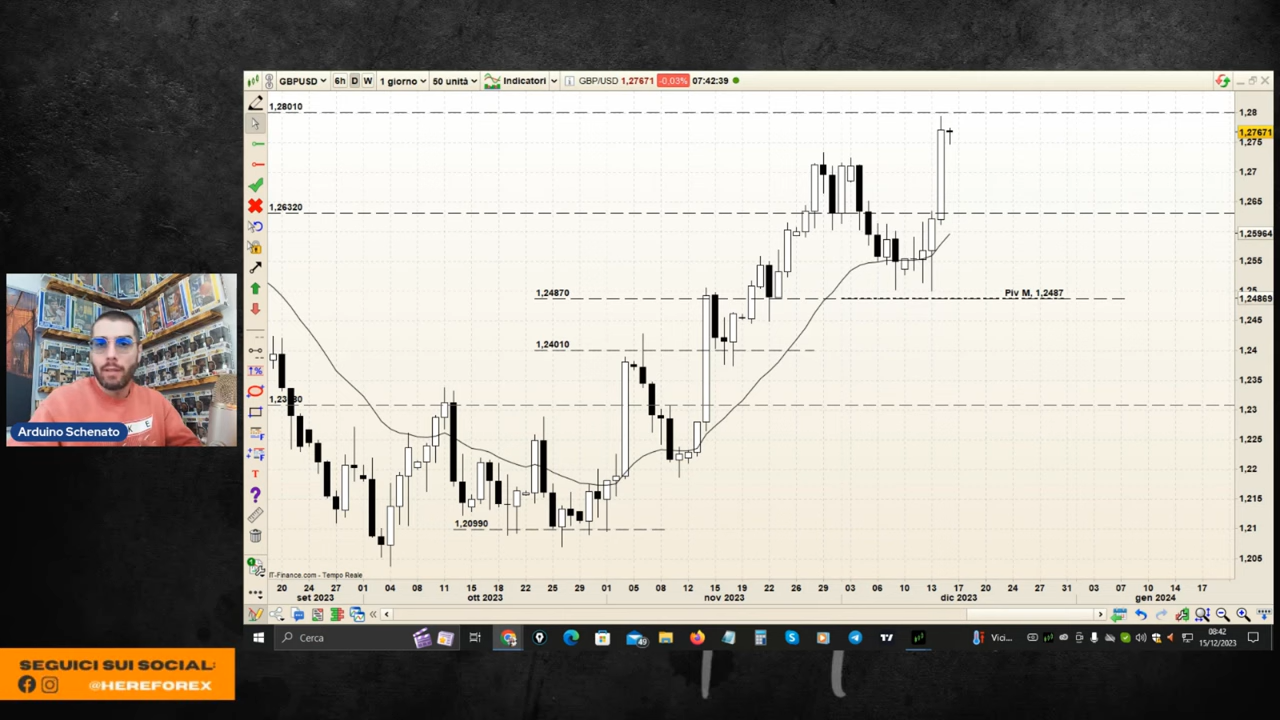 GBPUSD 6h D W 1 giorno 50 unità Indicatori GBP/USD 1,27671 -0,03% 07:42:39
1,28010
1,28
1,27671
1,275
1,27
1,26320
1,265
1,25964
1,255
1,24870
Piv M, 1,2487
1,24869
1,245
1,24010
1,24
1,235
1,23
1,225
1,22
1,215
1,20990
1,21
1,205
Arduino Schenato
IT-Finance.com - Tempo Reale
20 24 27 01 04 08 11 15 18 22 25 29 01 05 08 12 15 19 22 26 29 03 06 10 13 17 20 24 27 31 03 07 10 14 17
set 2023 ott 2023 nov 2023 dic 2023 gen 2024
Cerca
49
Vici...
08:42
15/12/2023
SEGUICI SUI SOCIAL:
@HEREFOREX